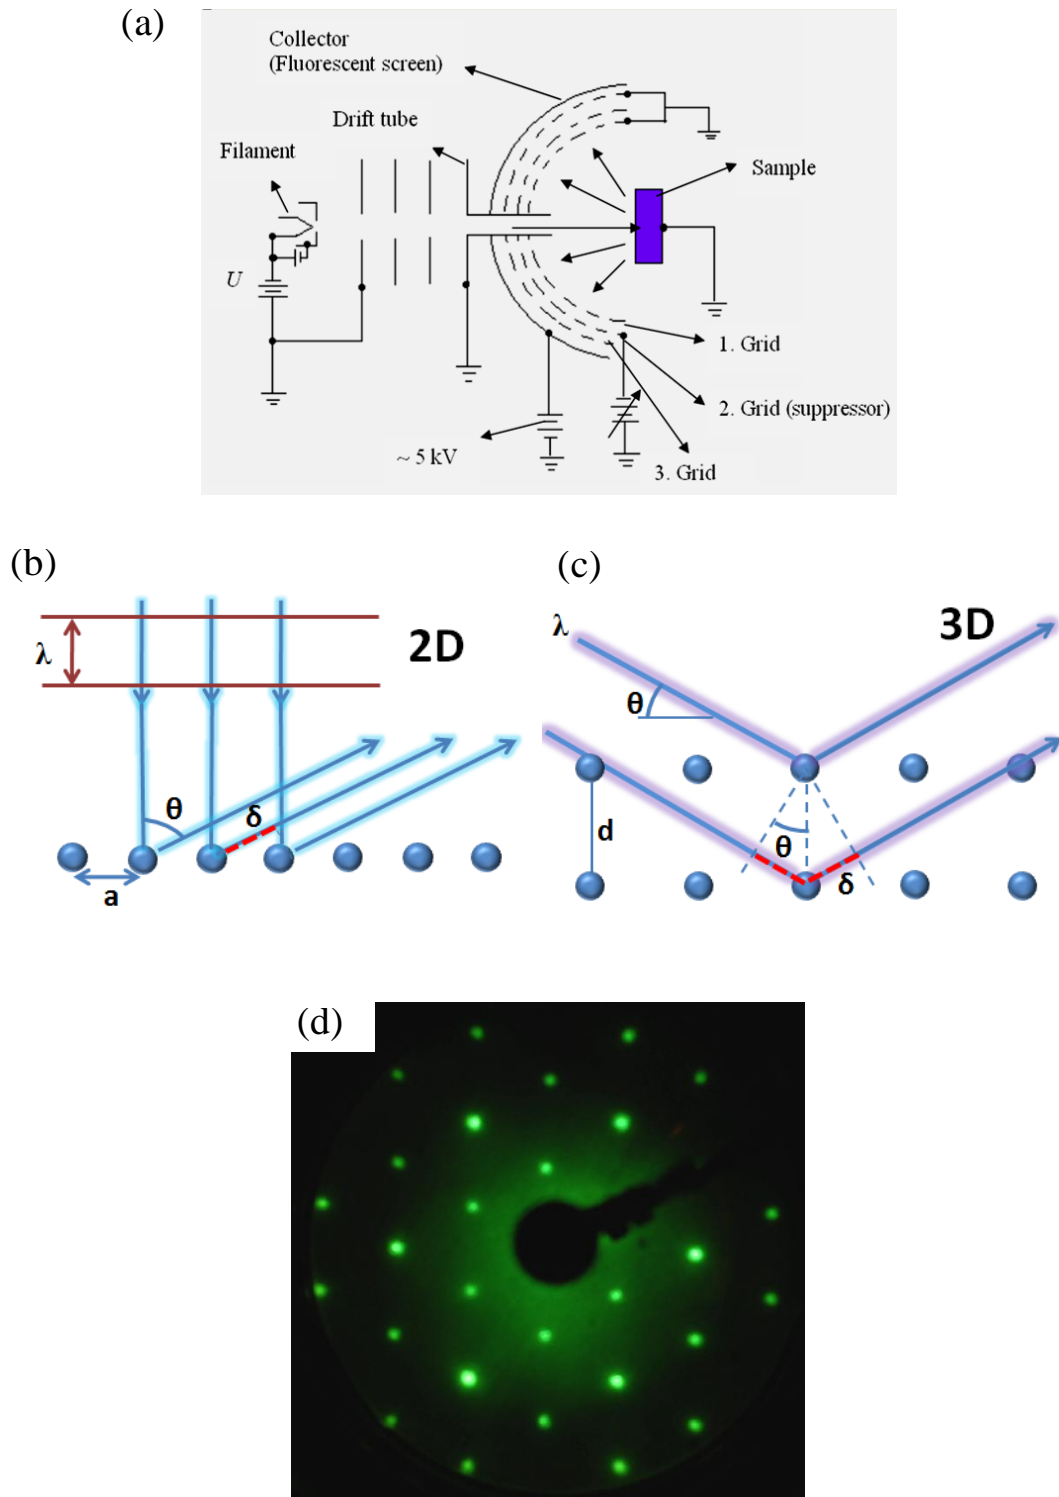 (a)
Collector
(Fluorescent screen)
Drift tube
Filament
Sample
U
1. Grid
2. Grid (suppressor)
~ 5 kV
3. Grid
(b)
(c)
λ
2D
θ
δ
a
λ
3D
θ
d
θ
δ
(d)